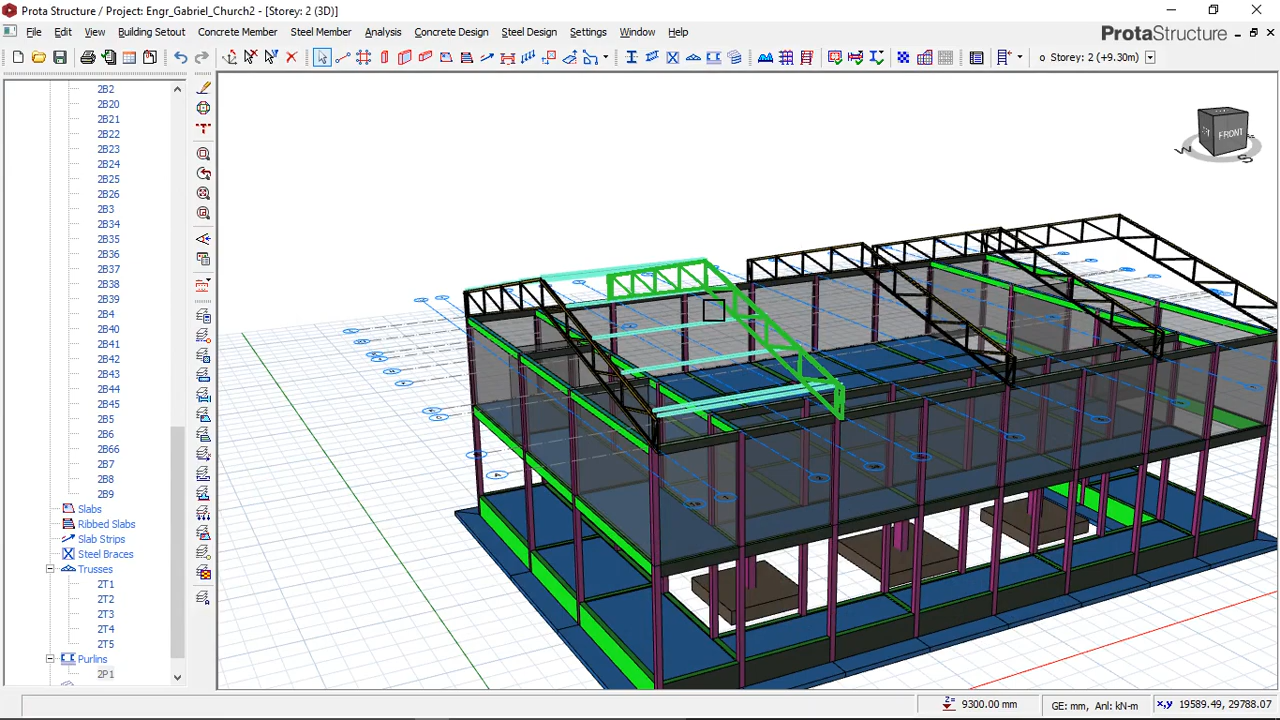 Prota Structure / Project: Engr_Gabriel_Church2 - [Storey: 2 (3D)]
File Edit View Building Setout Concrete Member Steel Member Analysis Concrete Design Steel Design Settings Window Help
ProtaStructure
o Storey: 2 (+9.30m)
2B2
2B20
2B21
2B22
2B23
2B24
2B25
2B26
2B3
2B34
2B35
2B36
2B37
2B38
2B39
2B4
2B40
2B41
2B42
2B44
2B45
2B5
2B6
2B66
2B7
2B8
2B9
Slabs
Ribbed Slabs
Slab Strips
Steel Braces
Trusses
2T1
2T2
2T3
2T4
2T5
Purlins
2P1
FRONT
W
S
9300.00 mm
GE: mm, Anl: kN-m
x,y 19589.49, 29788.07